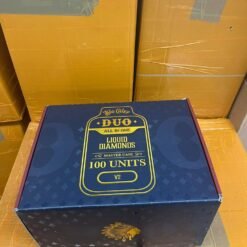 DUO
ALL IN ONE
LIQUID
DIAMONDS
MASTER CASE
100 UNITS
V2